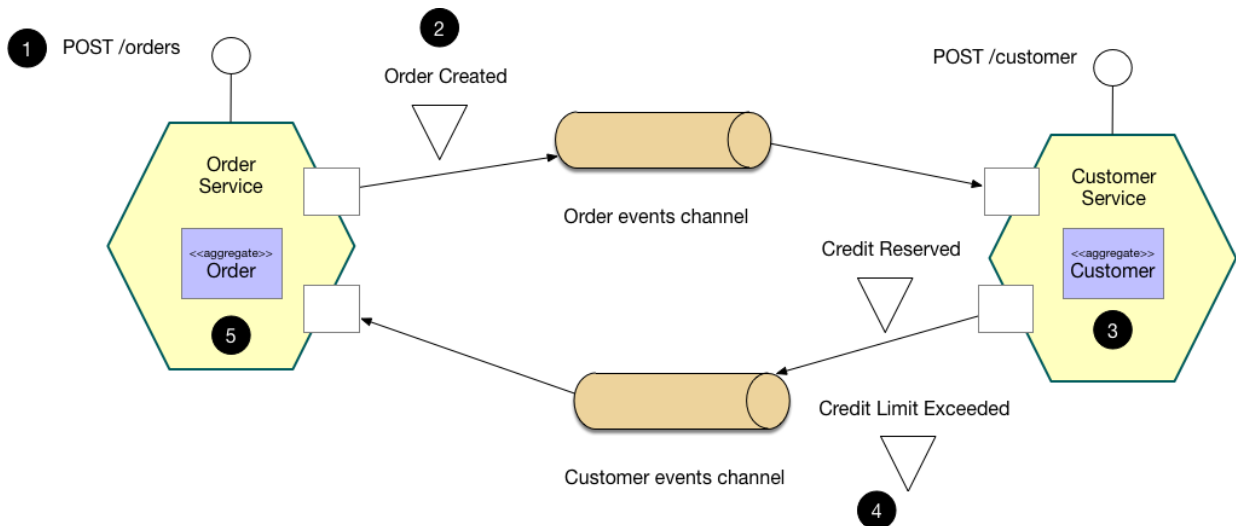 1
POST /orders
2
Order Created
POST /customer
Order
Service
<<aggregate>>
Order
5
Order events channel
Customer
Service
<<aggregate>>
Customer
3
Credit Reserved
Credit Limit Exceeded
4
Customer events channel